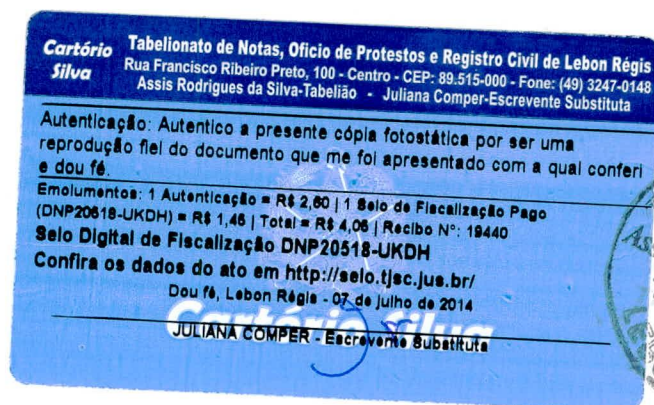 Cartório Silva
Tabelionato de Notas, Oficio de Protestos e Registro Civil de Lebon Régis
Rua Francisco Ribeiro Preto, 100 - Centro - CEP: 89.515-000 - Fone: (49) 3247-0148
Assis Rodrigues da Silva-Tabelião - Juliana Comper-Escrevente Substituta
Autenticação: Autentico a presente cópia fotostática por ser uma
reprodução fiel do documento que me foi apresentado com a qual conferi
e dou fé.
Emolumentos: 1 Autenticação = R$ 2,60 | 1 Selo de Fiscalização Pago
(DNP20518-UKDH) = R$ 1,45 | Total = R$ 4,05 | Recibo Nº: 19440
Selo Digital de Fiscalização DNP20518-UKDH
Confira os dados do ato em http://selo.tjsc.jus.br/
Dou fé, Lebon Régis - 07 de julho de 2014
Cartório Silva
JULIANA COMPER - Escrevente Substituta